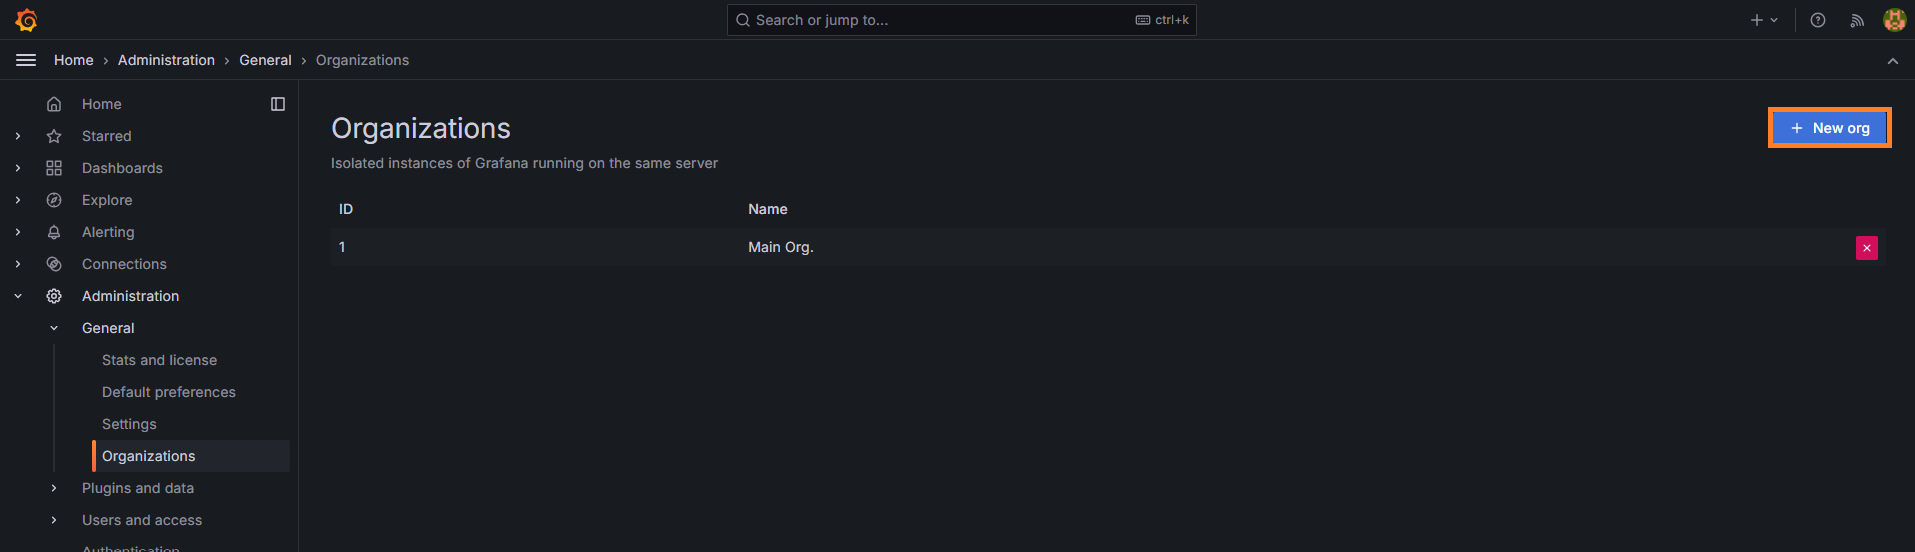 Search or jump to...
ctrl+k
Home › Administration › General › Organizations
Home
Starred
Dashboards
Explore
Alerting
Connections
Administration
General
Stats and license
Default preferences
Settings
Organizations
Plugins and data
Users and access
Authentication
Organizations
+ New org
Isolated instances of Grafana running on the same server
ID Name
1 Main Org.